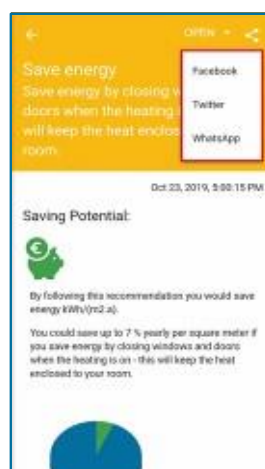 OPEN
Save energy
Facebook
Save energy by closing w
Twitter
doors when the heating
will keep the heat enclos
WhatsApp
room.
Oct 23, 2019, 5:00:15 PM
Saving Potential:
€
By following this recommendation you would save
energy kWh/(m2.a).
You could save up to 7 % yearly per square meter if
you save energy by closing windows and doors
when the heating is on - this will keep the heat
enclosed to your room.